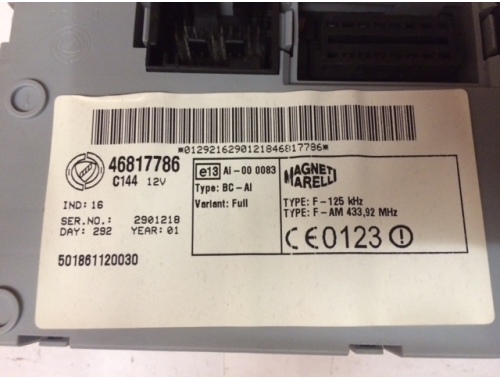 *0129216290121846817786*
46817786
C144 12V
IND: 16
SER.NO.: 2901218
DAY: 292 YEAR: 01
501861120030
e13 AI-00 0083
Type: BC-AI
Variant: Full
MAGNETI
MARELLI
TYPE: F-125 kHz
TYPE: F-AM 433,92 MHz
CE0123